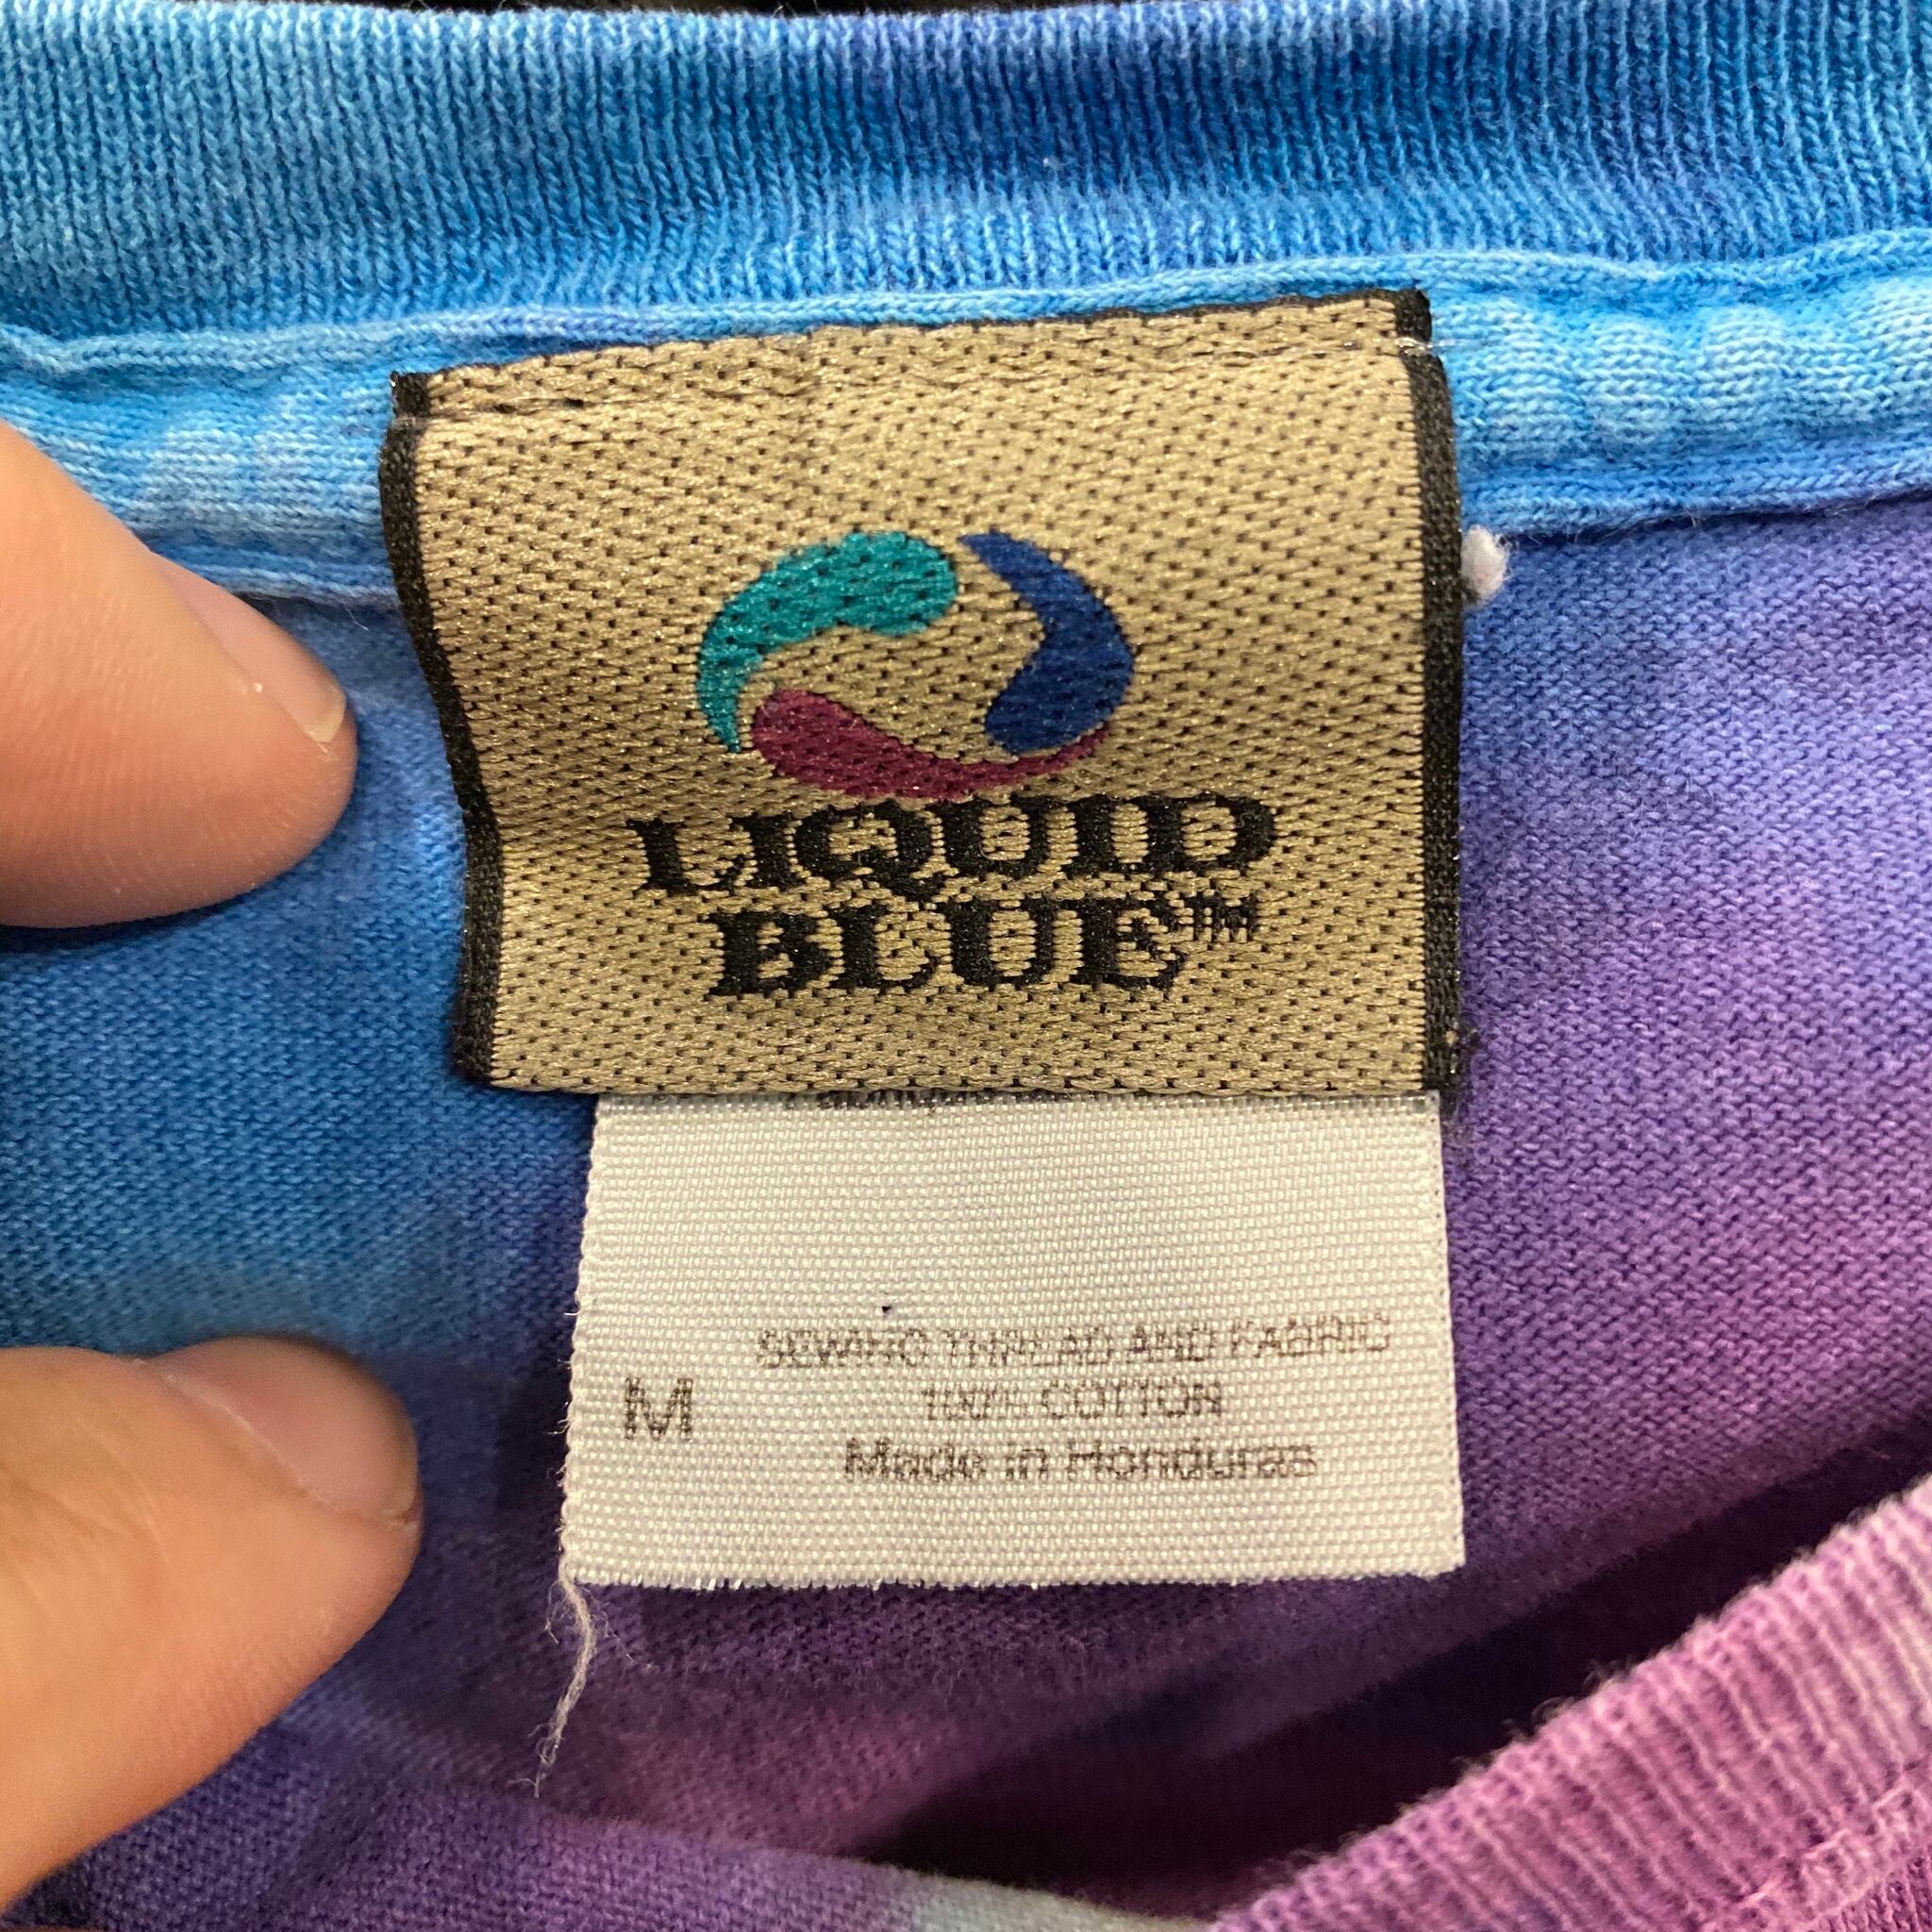 LIQUID
BLUE™
SEWING THREAD AND FABRIC
100% COTTON
M
Made in Honduras